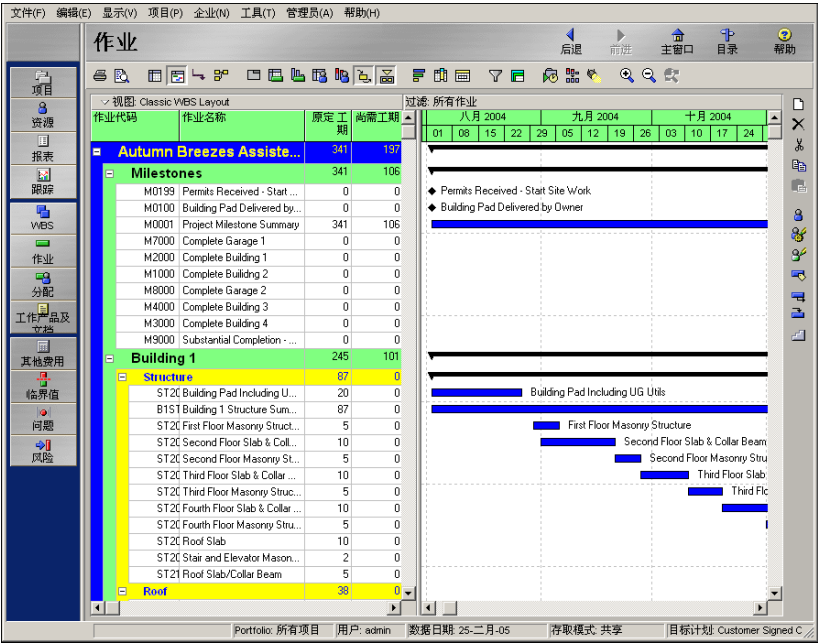 文件(F) 编辑(E) 显示(V) 项目(P) 企业(N) 工具(T) 管理员(A) 帮助(H)
作业
后退 前进 主窗口 目录 帮助
视图: Classic WBS Layout 过滤: 所有作业
作业代码 作业名称 原定工期 尚需工期
八月 2004 九月 2004 十月 2004
01 08 15 22 29 05 12 19 26 03 10 17 24
Autumn Breezes Assiste... 341 197
Milestones 341 106
M0199 Permits Received - Start ... 0 0 Permits Received - Start Site Work
M0100 Building Pad Delivered by... 0 0 Building Pad Delivered by Owner
M0001 Project Milestone Summary 341 106
M7000 Complete Garage 1 0 0
M2000 Complete Building 1 0 0
M1000 Complete Builidng 2 0 0
M8000 Complete Garage 2 0 0
M4000 Complete Building 3 0 0
M3000 Complete Building 4 0 0
M9000 Substantial Completion - ... 0 0
Building 1 245 101
Structure 87 0
ST20 Building Pad Including U... 20 0 Building Pad Including UG Utils
B1ST Building 1 Structure Sum... 87 0
ST20 First Floor Masonry Struct... 5 0 First Floor Masonry Structure
ST20 Second Floor Slab & Coll... 10 0 Second Floor Slab & Collar Beam
ST20 Second Floor Masonry St... 5 0 Second Floor Masonry Stru
ST20 Third Floor Slab & Collar ... 10 0 Third Floor Slab
ST20 Third Floor Masonry Struc... 5 0 Third Flo
ST20 Fourth Floor Slab & Collar ... 10 0
ST20 Fourth Floor Masonry Stru... 5 0
ST20 Roof Slab 10 0
ST20 Stair and Elevator Mason... 2 0
ST21 Roof Slab/Collar Beam 5 0
Roof 38 0
项目
资源
报表
跟踪
WBS
作业
分配
工作产品及
文档
其他费用
临界值
问题
风险
Portfolio: 所有项目 用户: admin 数据日期: 25-二月-05 存取模式: 共享 目标计划: Customer Signed C